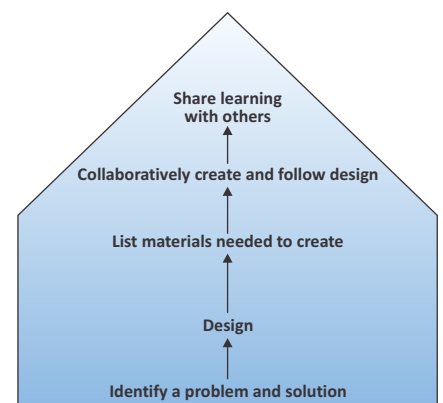 Share learning
with others
Collaboratively create and follow design
List materials needed to create
Design
Identify a problem and solution